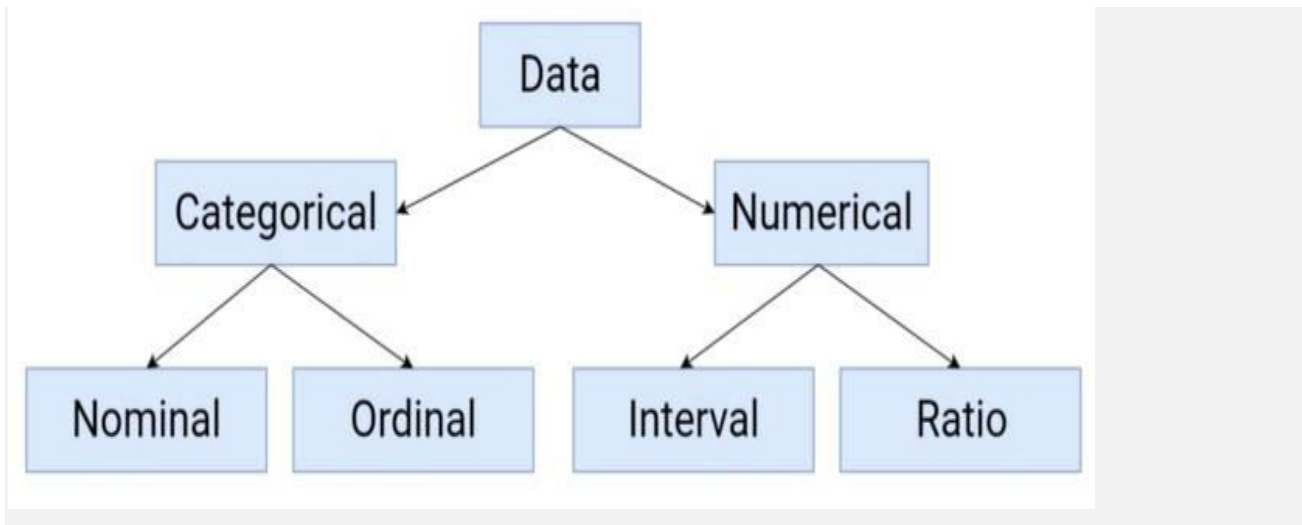 Data
Categorical
Numerical
Nominal
Ordinal
Interval
Ratio